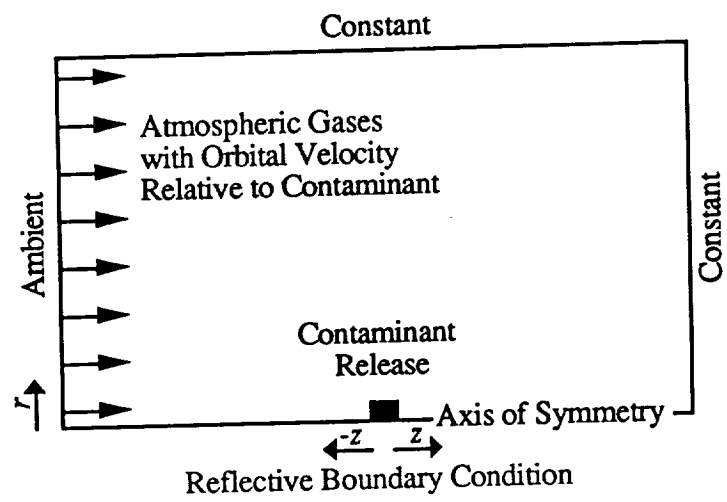 Constant
Atmospheric Gases
with Orbital Velocity
Relative to Contaminant
Ambient
Constant
Contaminant
Release
r
Axis of Symmetry
-z
z
Reflective Boundary Condition